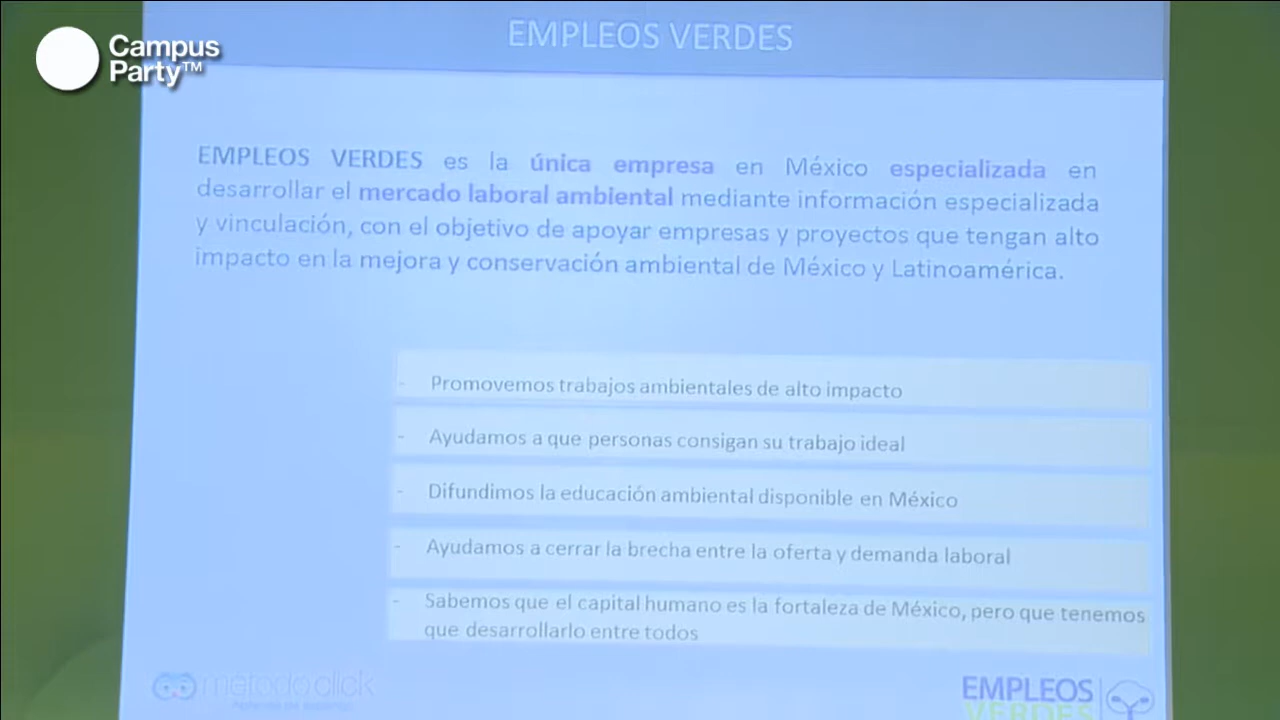 Campus
Party™
EMPLEOS VERDES
EMPLEOS VERDES es la única empresa en México especializada en
desarrollar el mercado laboral ambiental mediante información especializada
y vinculación, con el objetivo de apoyar empresas y proyectos que tengan alto
impacto en la mejora y conservación ambiental de México y Latinoamérica.
- Promovemos trabajos ambientales de alto impacto
- Ayudamos a que personas consigan su trabajo ideal
- Difundimos la educación ambiental disponible en México
- Ayudamos a cerrar la brecha entre la oferta y demanda laboral
- Sabemos que el capital humano es la fortaleza de México, pero que tenemos
que desarrollarlo entre todos
metodoclick
EMPLEOS
VERDES